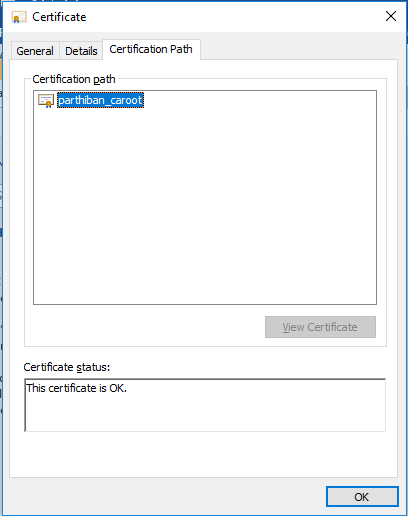 Certificate
General
Details
Certification Path
Certification path
parthiban_caroot
View Certificate
Certificate status:
This certificate is OK.
OK